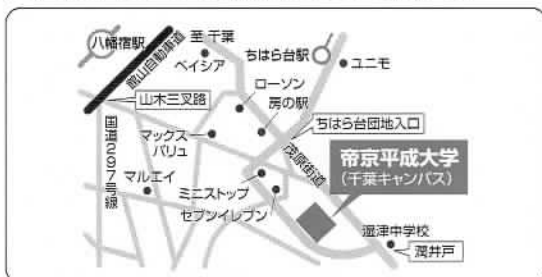 八幡宿駅
館山自動車道
至 千葉
ベイシア
ちはら台駅
ユニモ
ローソン
房の駅
山木三叉路
ちはら台団地入口
国道297号線
マックス
バリュ
茂原街道
帝京平成大学
(千葉キャンパス)
マルエイ
ミニストップ
セブンイレブン
湿津中学校
潤井戸